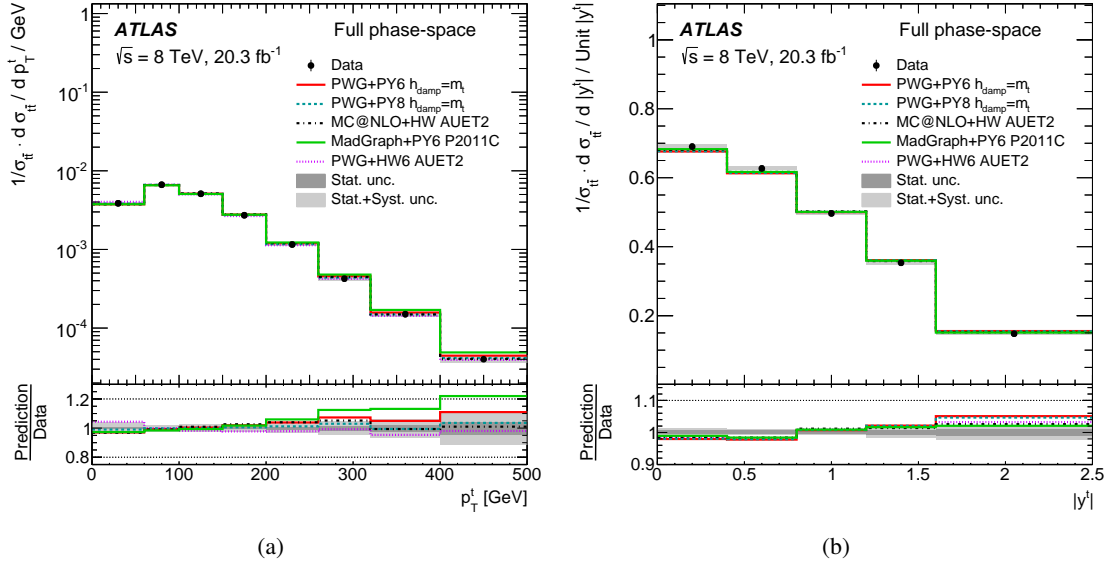 ATLAS Full phase-space
√s = 8 TeV, 20.3 fb⁻¹
Data
PWG+PY6 h_damp=m_t
PWG+PY8 h_damp=m_t
MC@NLO+HW AUET2
MadGraph+PY6 P2011C
PWG+HW6 AUET2
Stat. unc.
Stat.+Syst. unc.
1/σ_tt̄ · d σ_tt̄ / d p_T^t / GeV
1
10⁻¹
10⁻²
10⁻³
10⁻⁴
Prediction
Data
1.2
1
0.8
0 100 200 300 400 500
p_T^t [GeV]
(a)
ATLAS Full phase-space
√s = 8 TeV, 20.3 fb⁻¹
Data
PWG+PY6 h_damp=m_t
PWG+PY8 h_damp=m_t
MC@NLO+HW AUET2
MadGraph+PY6 P2011C
PWG+HW6 AUET2
Stat. unc.
Stat.+Syst. unc.
1/σ_tt̄ · d σ_tt̄ / d |y^t| / Unit |y^t|
1
0.8
0.6
0.4
0.2
Prediction
Data
1.1
1
0.9
0 0.5 1 1.5 2 2.5
|y^t|
(b)